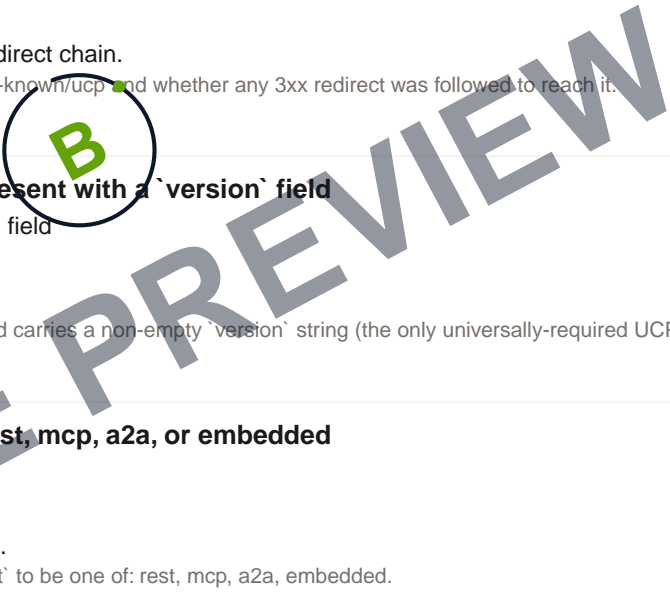 direct chain.
-known/ucp and whether any 3xx redirect was followed to reach it.
B
esent with a `version` field
field
d carries a non-empty `version` string (the only universally-required UCP
E PREVIEW
st, mcp, a2a, or embedded
.
t` to be one of: rest, mcp, a2a, embedded.